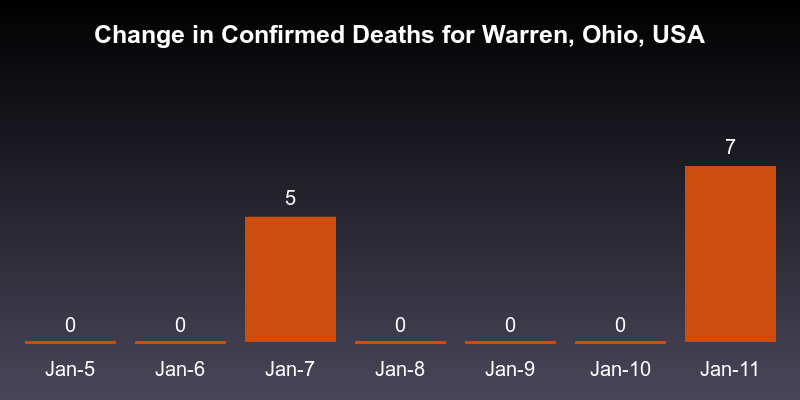 Change in Confirmed Deaths for Warren, Ohio, USA
7
5
0 0 0 0 0
Jan-5 Jan-6 Jan-7 Jan-8 Jan-9 Jan-10 Jan-11